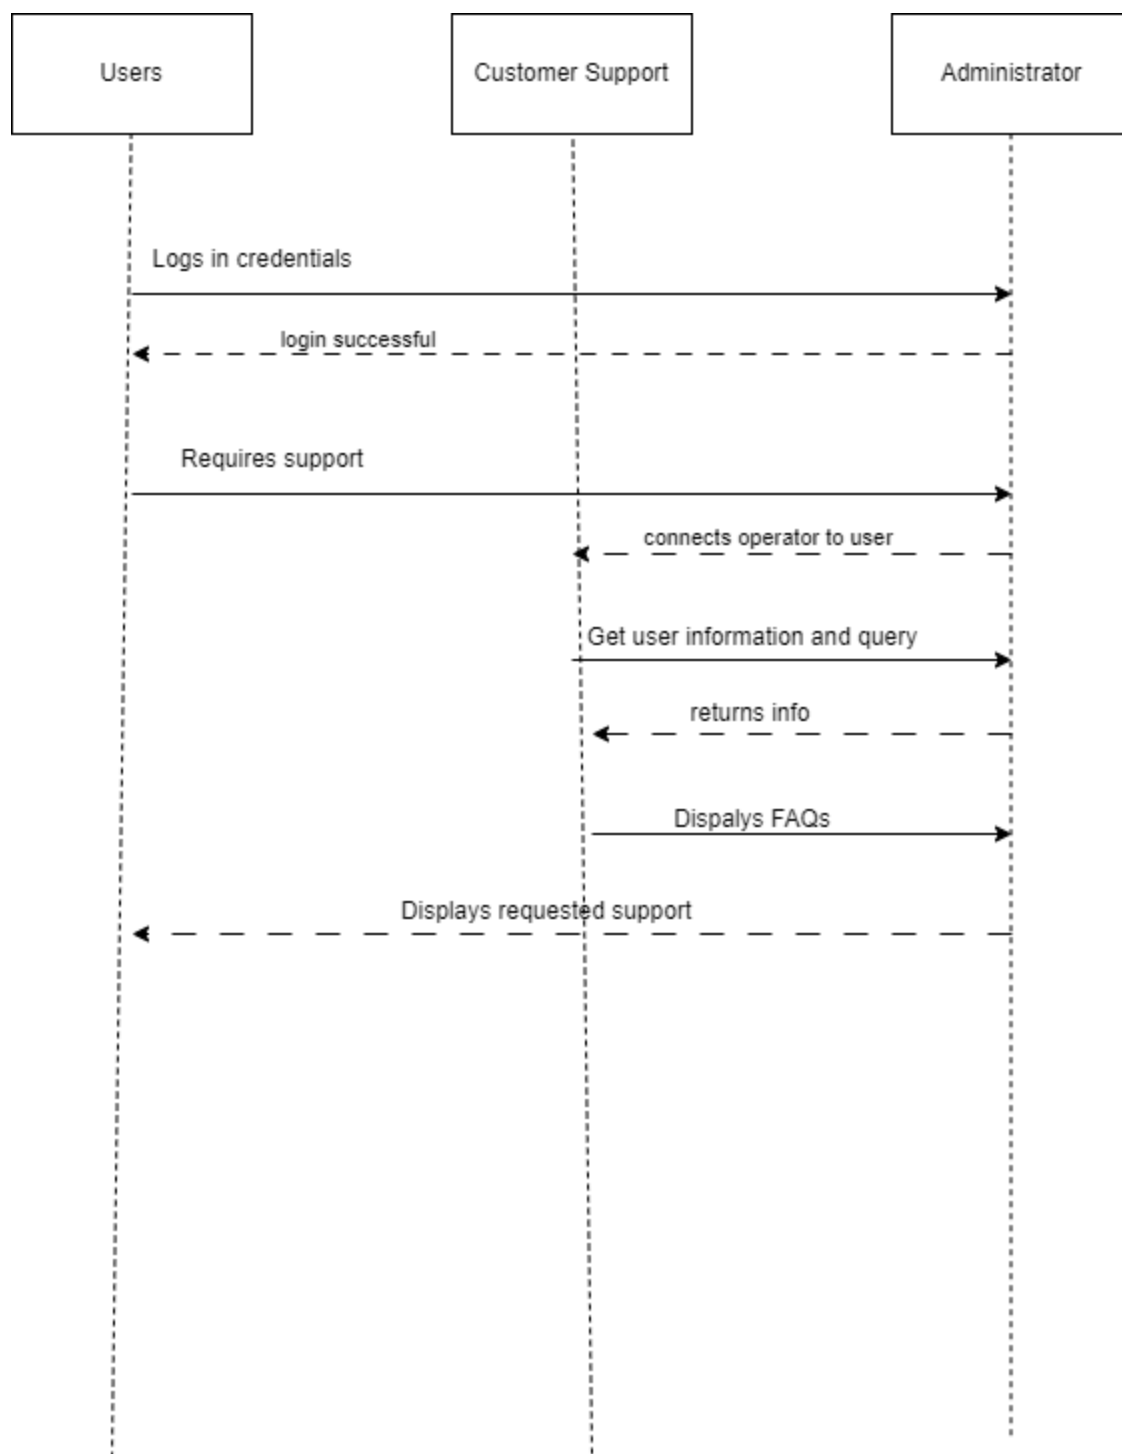 Users
Customer Support
Administrator
Logs in credentials
login successful
Requires support
connects operator to user
Get user information and query
returns info
Dispalys FAQs
Displays requested support